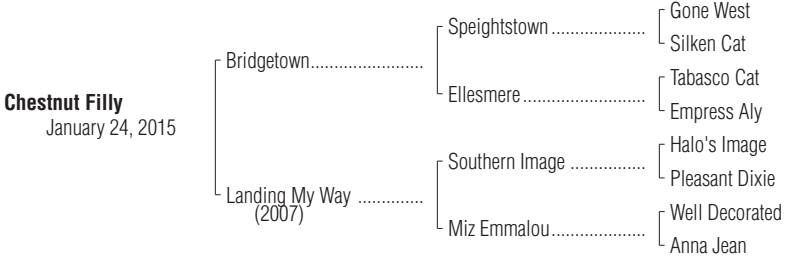 Chestnut Filly
January 24, 2015
Bridgetown.......................
Landing My Way ..............
(2007)
Speightstown ....................
Ellesmere ..........................
Southern Image ................
Miz Emmalou....................
Gone West
Silken Cat
Tabasco Cat
Empress Aly
Halo's Image
Pleasant Dixie
Well Decorated
Anna Jean